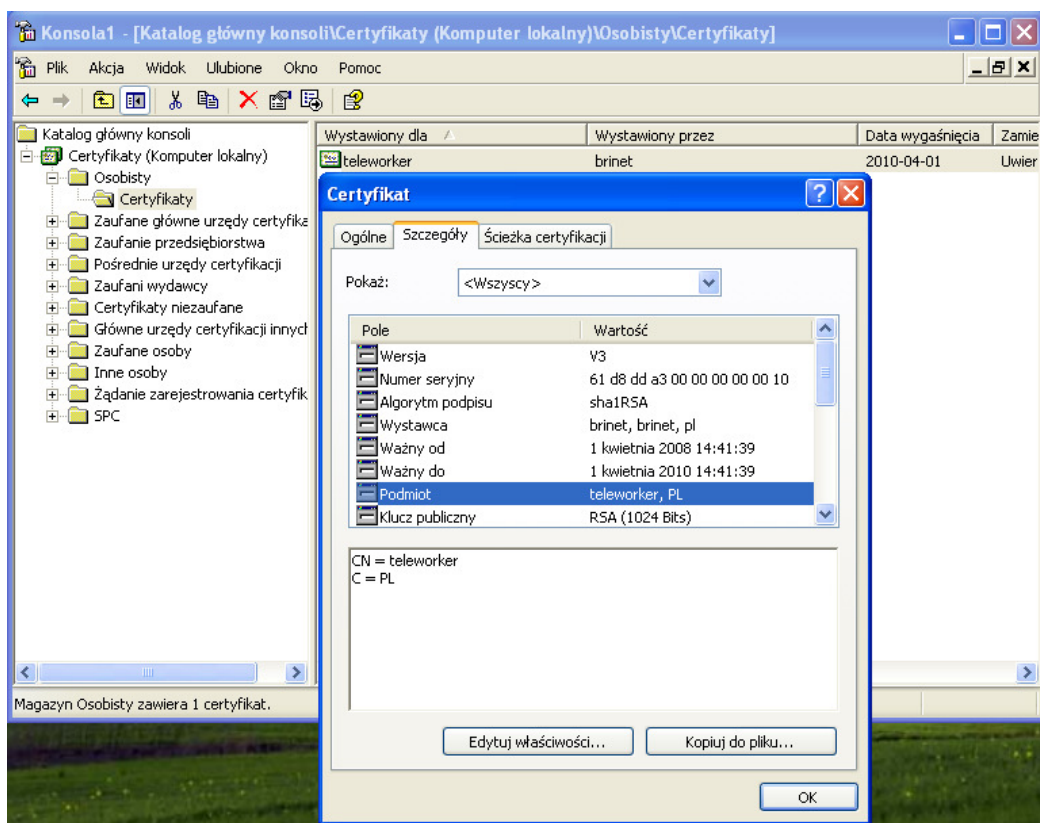 Konsola1 - [Katalog główny konsoli\Certyfikaty (Komputer lokalny)\Osobisty\Certyfikaty]
Plik Akcja Widok Ulubione Okno Pomoc
Katalog główny konsoli
Certyfikaty (Komputer lokalny)
Osobisty
Certyfikaty
Zaufane główne urzędy certyfika
Zaufanie przedsiębiorstwa
Pośrednie urzędy certyfikacji
Zaufani wydawcy
Certyfikaty niezaufane
Główne urzędy certyfikacji innych
Zaufane osoby
Inne osoby
Żądanie zarejestrowania certyfik
SPC
Wystawiony dla Wystawiony przez Data wygaśnięcia Zamie
teleworker brinet 2010-04-01 Uwier
Certyfikat
Ogólne Szczegóły Ścieżka certyfikacji
Pokaż: <Wszyscy>
Pole Wartość
Wersja V3
Numer seryjny 61 d8 dd a3 00 00 00 00 00 10
Algorytm podpisu sha1RSA
Wystawca brinet, brinet, pl
Ważny od 1 kwietnia 2008 14:41:39
Ważny do 1 kwietnia 2010 14:41:39
Podmiot teleworker, PL
Klucz publiczny RSA (1024 Bits)
CN = teleworker
C = PL
Edytuj właściwości... Kopiuj do pliku...
OK
Magazyn Osobisty zawiera 1 certyfikat.